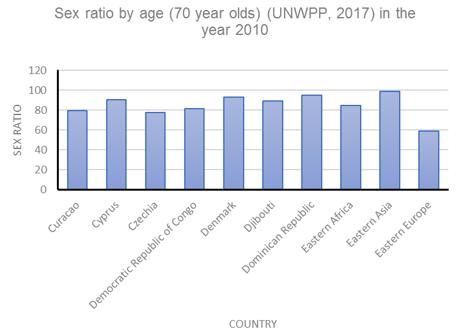 Sex ratio by age (70 year olds) (UNWPP, 2017) in the
year 2010
120
100
80
60
40
20
0
SEX RATIO
Curacao
Cyprus
Czechia
Democratic Republic of Congo
Denmark
Djibouti
Dominican Republic
Eastern Africa
Eastern Asia
Eastern Europe
COUNTRY